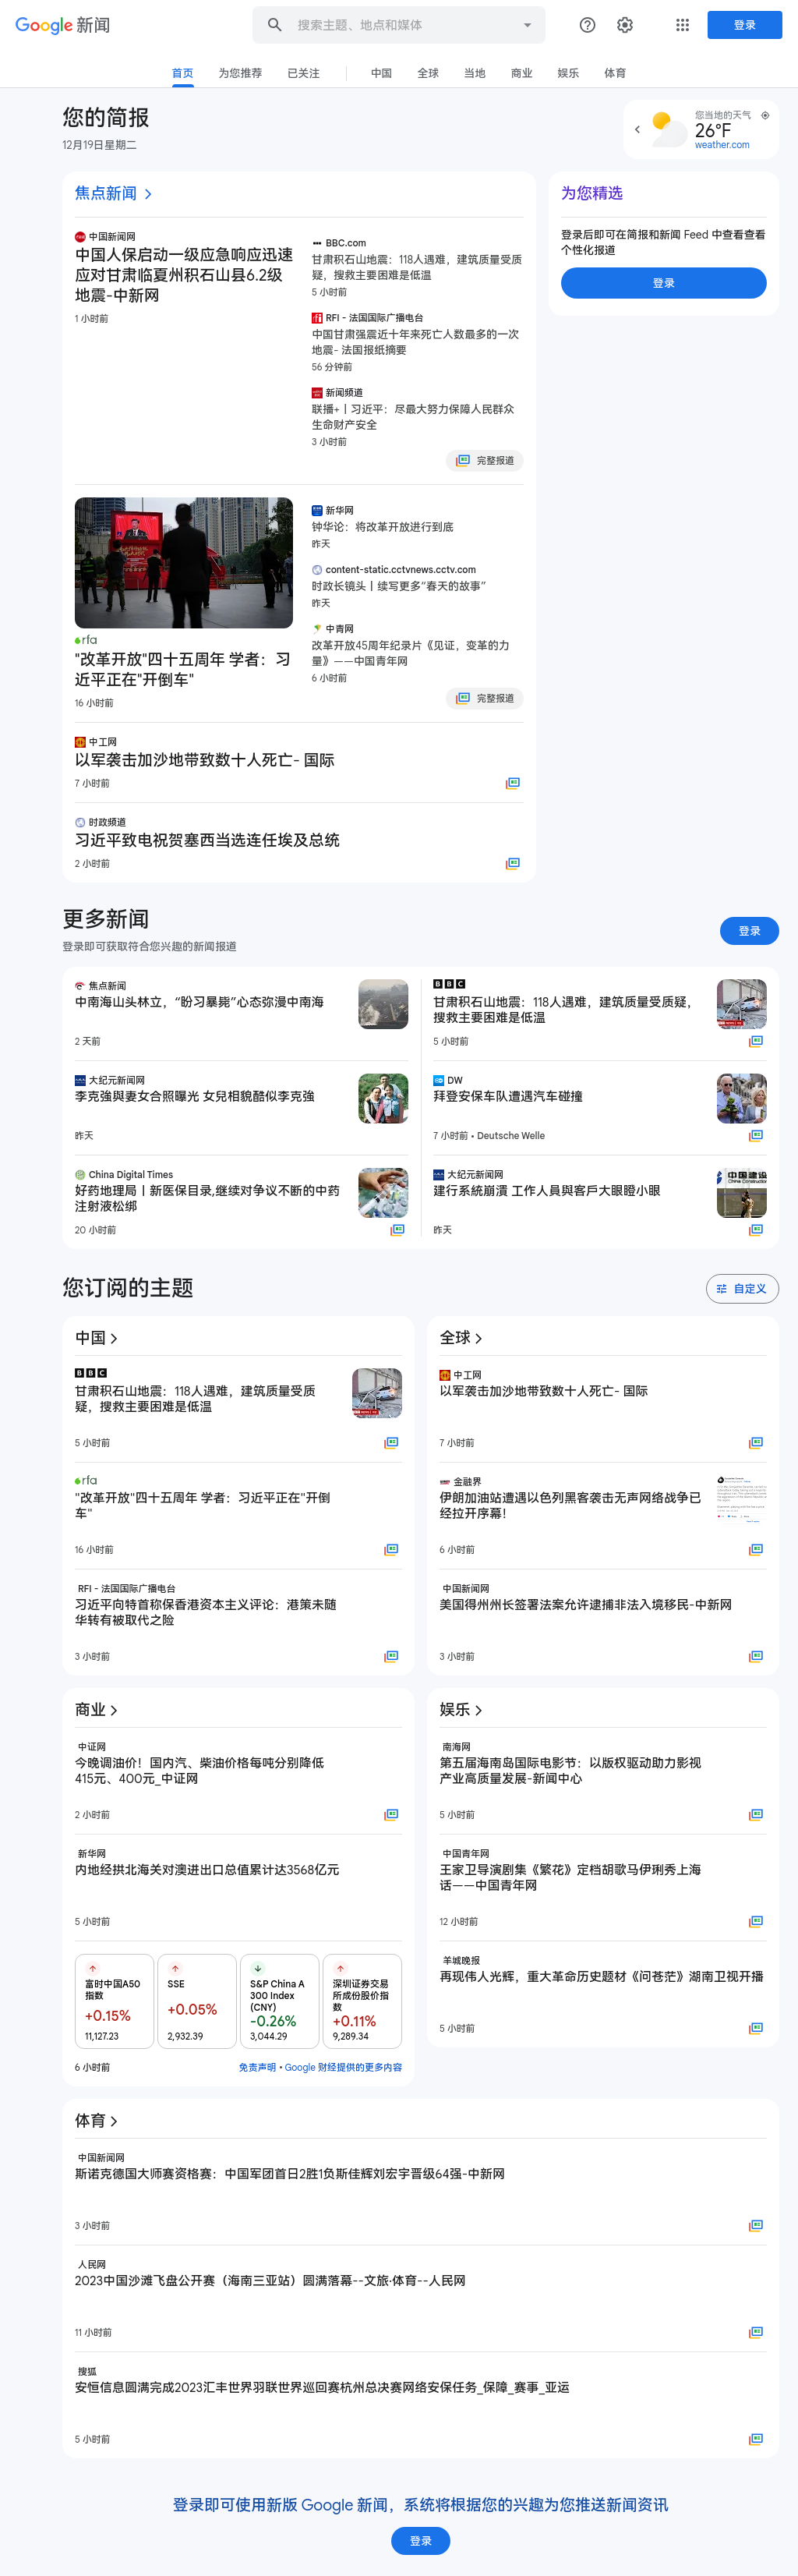 Google 新闻
搜索主题、地点和媒体
登录
首页
为您推荐
已关注
中国
全球
当地
商业
娱乐
体育
您的简报
12月19日星期二
您当地的天气
26°F
weather.com
焦点新闻
中国新闻网
中国人保启动一级应急响应迅速
应对甘肃临夏州积石山县6.2级
地震-中新网
1 小时前
BBC.com
甘肃积石山地震：118人遇难，建筑质量受质
疑，搜救主要困难是低温
5 小时前
RFI - 法国国际广播电台
中国甘肃强震近十年来死亡人数最多的一次
地震- 法国报纸摘要
56 分钟前
新闻频道
联播+丨习近平：尽最大努力保障人民群众
生命财产安全
3 小时前
完整报道
为您精选
登录后即可在简报和新闻 Feed 中查看查看
个性化报道
登录
rfa
"改革开放"四十五周年 学者：习
近平正在"开倒车"
16 小时前
新华网
钟华论：将改革开放进行到底
昨天
content-static.cctvnews.cctv.com
时政长镜头丨续写更多“春天的故事”
昨天
中青网
改革开放45周年纪录片《见证，变革的力
量》——中国青年网
6 小时前
完整报道
中工网
以军袭击加沙地带致数十人死亡- 国际
7 小时前
时政频道
习近平致电祝贺塞西当选连任埃及总统
2 小时前
更多新闻
登录即可获取符合您兴趣的新闻报道
登录
焦点新闻
中南海山头林立，“盼习暴毙”心态弥漫中南海
2 天前
大纪元新闻网
李克強與妻女合照曝光 女兒相貌酷似李克強
昨天
China Digital Times
好药地理局丨新医保目录,继续对争议不断的中药
注射液松绑
20 小时前
BBC
甘肃积石山地震：118人遇难，建筑质量受质疑，
搜救主要困难是低温
5 小时前
DW
拜登安保车队遭遇汽车碰撞
7 小时前 • Deutsche Welle
大纪元新闻网
建行系統崩潰 工作人員與客戶大眼瞪小眼
昨天
中国建设
China Construction
您订阅的主题
自定义
中国
BBC
甘肃积石山地震：118人遇难，建筑质量受质
疑，搜救主要困难是低温
5 小时前
rfa
"改革开放"四十五周年 学者：习近平正在"开倒
车"
16 小时前
RFI - 法国国际广播电台
习近平向特首称保香港资本主义评论：港策未随
华转有被取代之险
3 小时前
全球
中工网
以军袭击加沙地带致数十人死亡- 国际
7 小时前
金融界
伊朗加油站遭遇以色列黑客袭击无声网络战争已
经拉开序幕！
6 小时前
中国新闻网
美国得州州长签署法案允许逮捕非法入境移民-中新网
3 小时前
商业
中证网
今晚调油价！国内汽、柴油价格每吨分别降低
415元、400元_中证网
2 小时前
新华网
内地经拱北海关对澳进出口总值累计达3568亿元
5 小时前
富时中国A50
指数
+0.15%
11,127.23
SSE
+0.05%
2,932.39
S&P China A
300 Index
(CNY)
-0.26%
3,044.29
深圳证券交易
所成份股价指
数
+0.11%
9,289.34
6 小时前
免责声明 • Google 财经提供的更多内容
娱乐
南海网
第五届海南岛国际电影节：以版权驱动助力影视
产业高质量发展-新闻中心
5 小时前
中国青年网
王家卫导演剧集《繁花》定档胡歌马伊琍秀上海
话——中国青年网
12 小时前
羊城晚报
再现伟人光辉，重大革命历史题材《问苍茫》湖南卫视开播
5 小时前
体育
中国新闻网
斯诺克德国大师赛资格赛：中国军团首日2胜1负斯佳辉刘宏宇晋级64强-中新网
3 小时前
人民网
2023中国沙滩飞盘公开赛（海南三亚站）圆满落幕--文旅·体育--人民网
11 小时前
搜狐
安恒信息圆满完成2023汇丰世界羽联世界巡回赛杭州总决赛网络安保任务_保障_赛事_亚运
5 小时前
登录即可使用新版 Google 新闻，系统将根据您的兴趣为您推送新闻资讯
登录